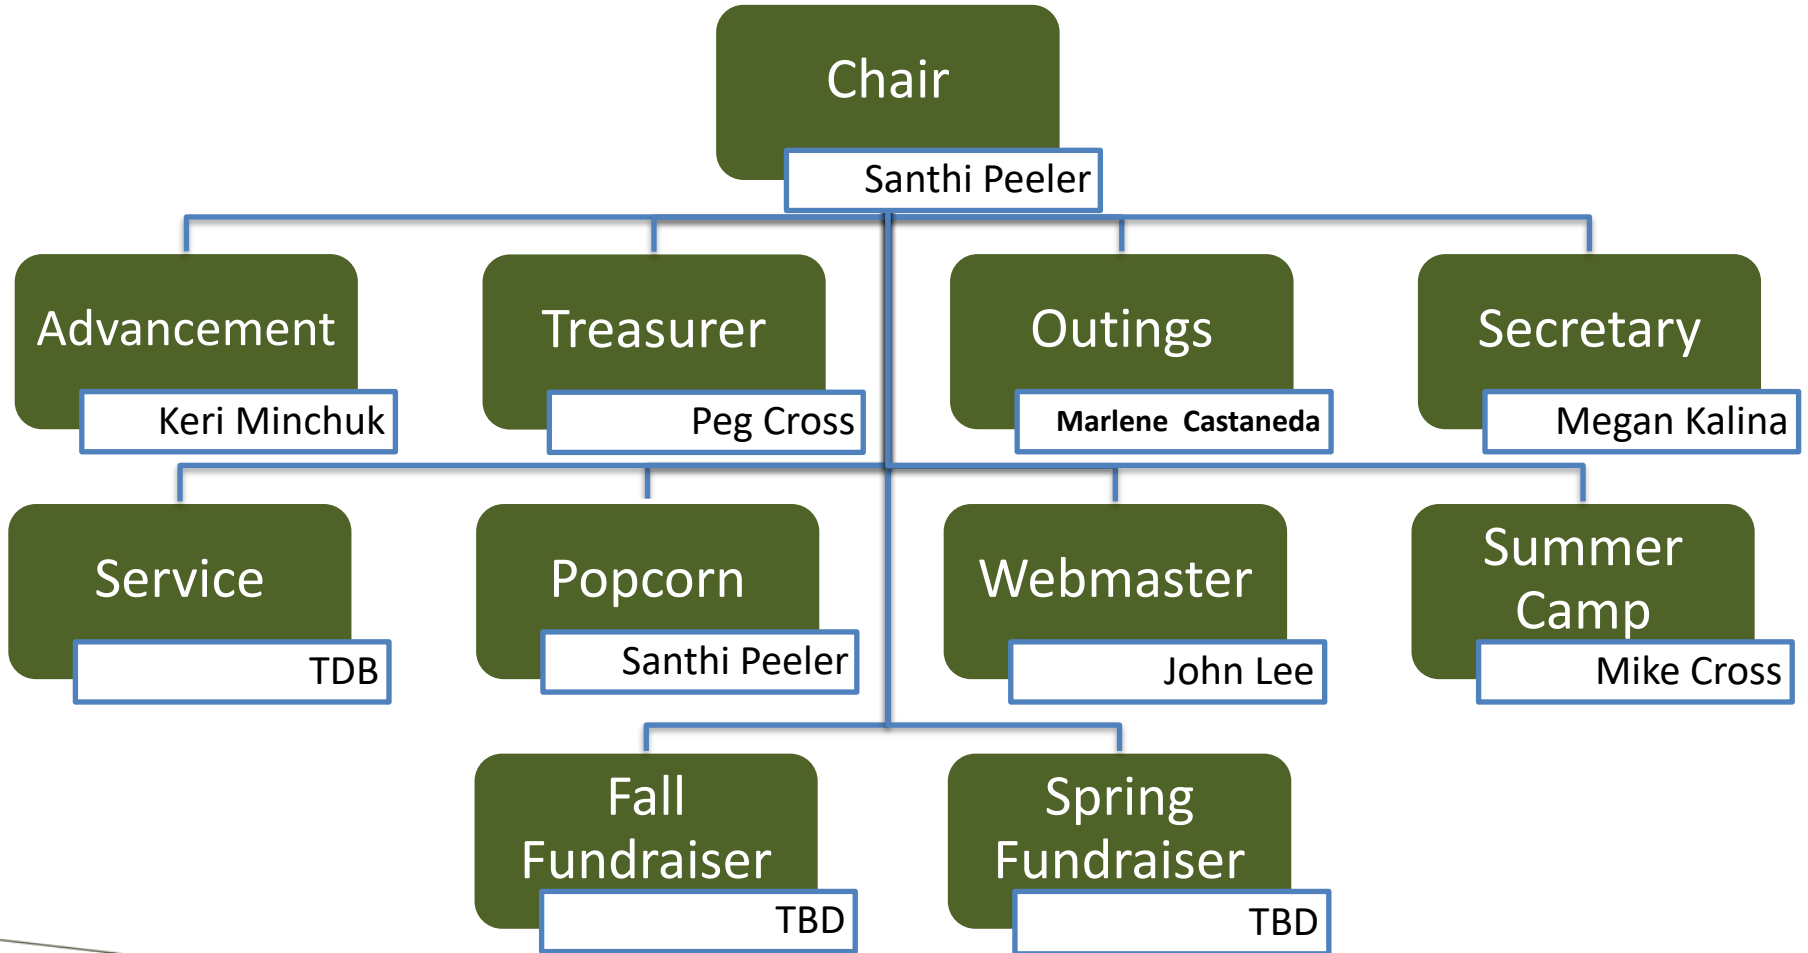 Chair
Santhi Peeler
Advancement
Keri Minchuk
Treasurer
Peg Cross
Outings
Marlene Castaneda
Secretary
Megan Kalina
Service
TDB
Popcorn
Santhi Peeler
Webmaster
John Lee
Summer
Camp
Mike Cross
Fall
Fundraiser
TBD
Spring
Fundraiser
TBD